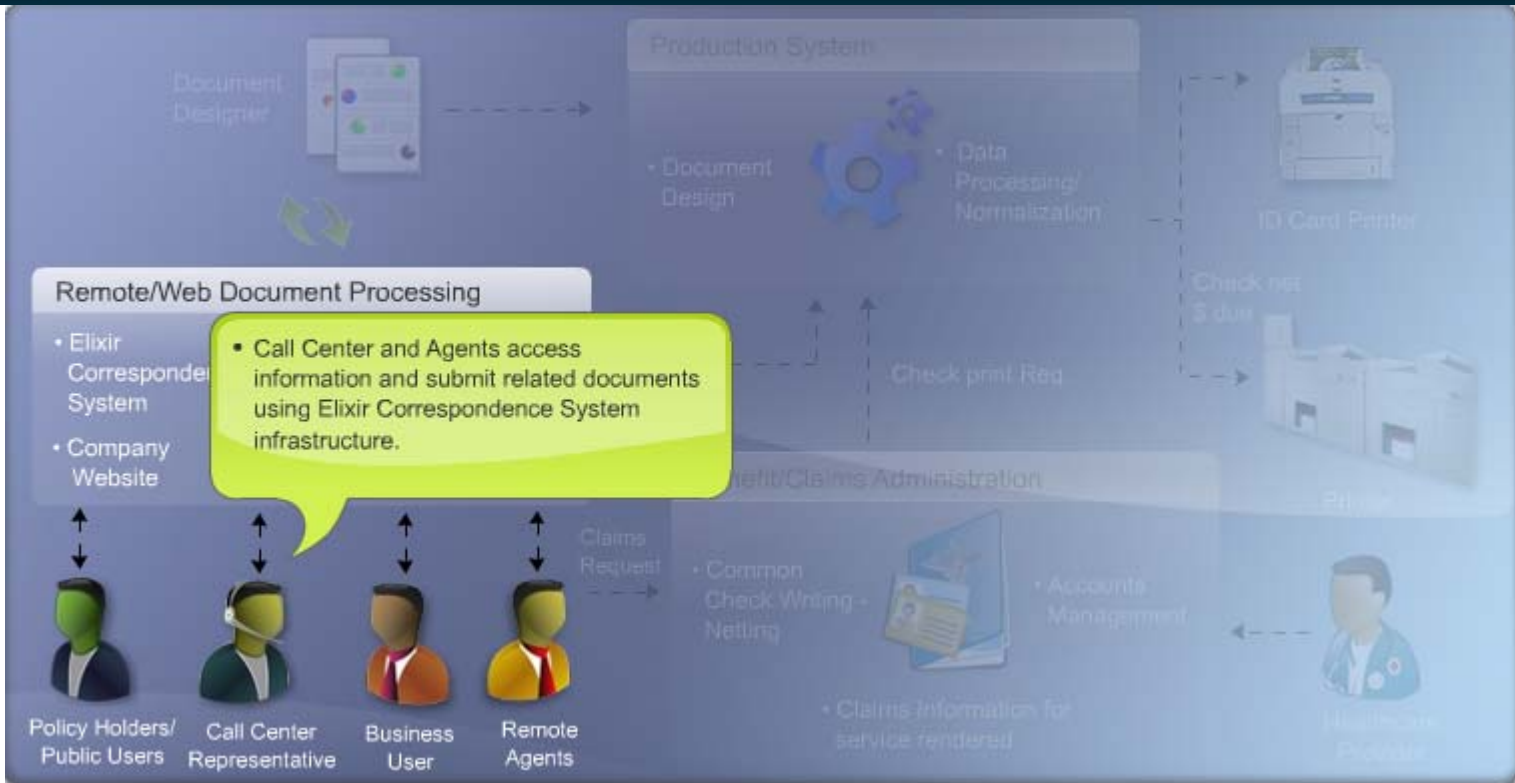 Document
Designer
Production System
• Document
Design
• Data
Processing/
Normalization
ID Card Printer
Remote/Web Document Processing
• Elixir
System
• Company
Website
• Call Center and Agents access
information and submit related documents
using Elixir Correspondence System
infrastructure.
Check net
$ due
Check print Req
Claims Administration
Printer
Claims
Request
• Common
Check Writing -
Netting
• Accounts
Management
• Claims Information for
service rendered
Healthcare
Provider
Policy Holders/
Public Users
Call Center
Representative
Business
User
Remote
Agents